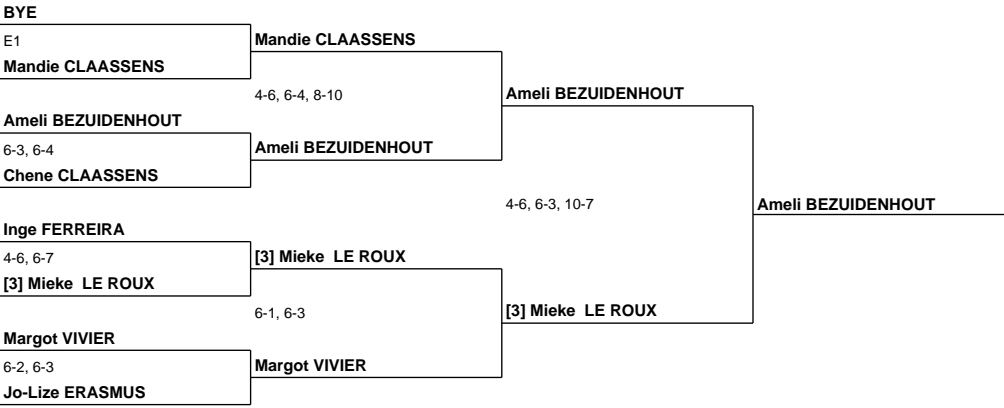 BYE
E1
Mandie CLAASSENS
Mandie CLAASSENS
4-6, 6-4, 8-10
Ameli BEZUIDENHOUT
Ameli BEZUIDENHOUT
6-3, 6-4
Ameli BEZUIDENHOUT
Chene CLAASSENS
4-6, 6-3, 10-7
Ameli BEZUIDENHOUT
Inge FERREIRA
4-6, 6-7
[3] Mieke LE ROUX
[3] Mieke LE ROUX
6-1, 6-3
[3] Mieke LE ROUX
Margot VIVIER
6-2, 6-3
Margot VIVIER
Jo-Lize ERASMUS